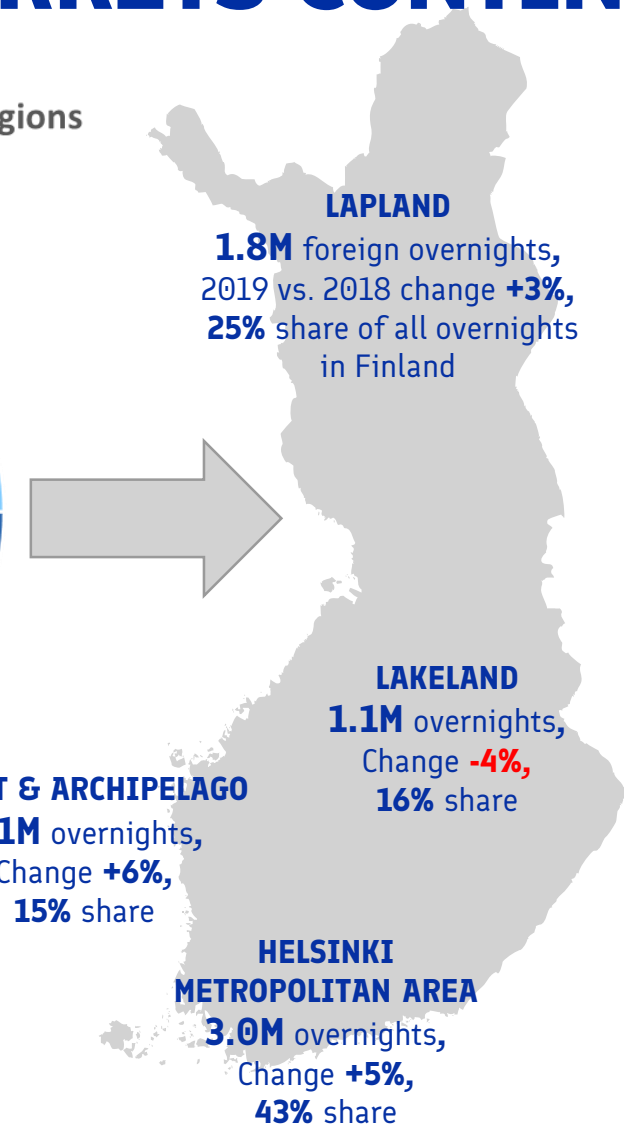 gions
LAPLAND
1.8M foreign overnights,
2019 vs. 2018 change +3%,
25% share of all overnights
in Finland
LAKELAND
1.1M overnights,
Change -4%,
16% share
T & ARCHIPELAGO
1M overnights,
Change +6%,
15% share
HELSINKI
METROPOLITAN AREA
3.0M overnights,
Change +5%,
43% share